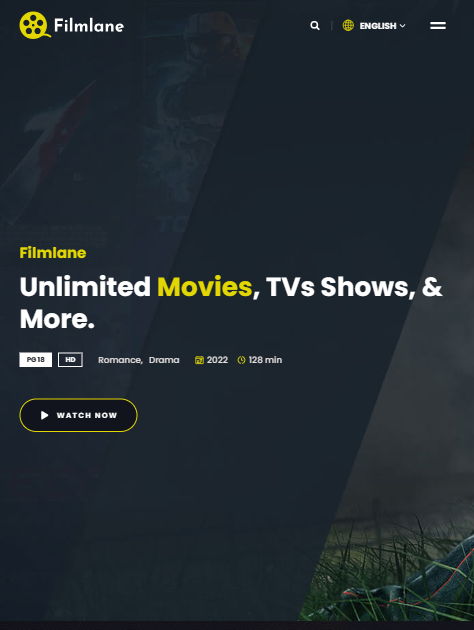 Filmlane
ENGLISH
Filmlane
Unlimited Movies, TVs Shows, &
More.
PG 18 HD Romance, Drama 2022 128 min
WATCH NOW